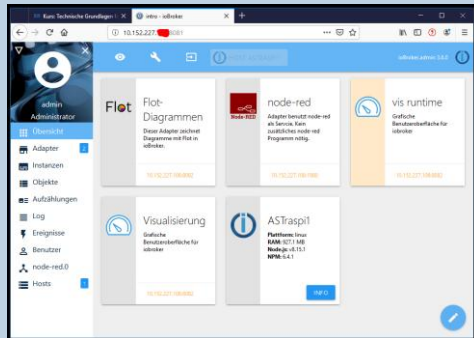 Kurs: Technische Grundlagen
intro - ioBroker
10.152.227. :8081
admin
Administrator
Übersicht
Adapter 2
Instanzen
Objekte
Aufzählungen
Log
Ereignisse
Benutzer
node-red.0
Hosts 1
ioBroker.admin
Flot
Flot-
Diagrammen
Dieser Adapter zeichnet
Diagramme mit Flot in
ioBroker.
Node-RED
node-red
Adapter benutzt node-red
als Servcie. Kein
zusätzliches node-red
Programm nötig.
vis runtime
Grafische
Benutzeroberfläche für
iobroker
Visualisierung
Grafische
Benutzeroberfläche für
iobroker
ASTraspi1
Plattform: linux
RAM: 927.1 MB
Node.js: v8.15.1
NPM: 6.4.1
INFO